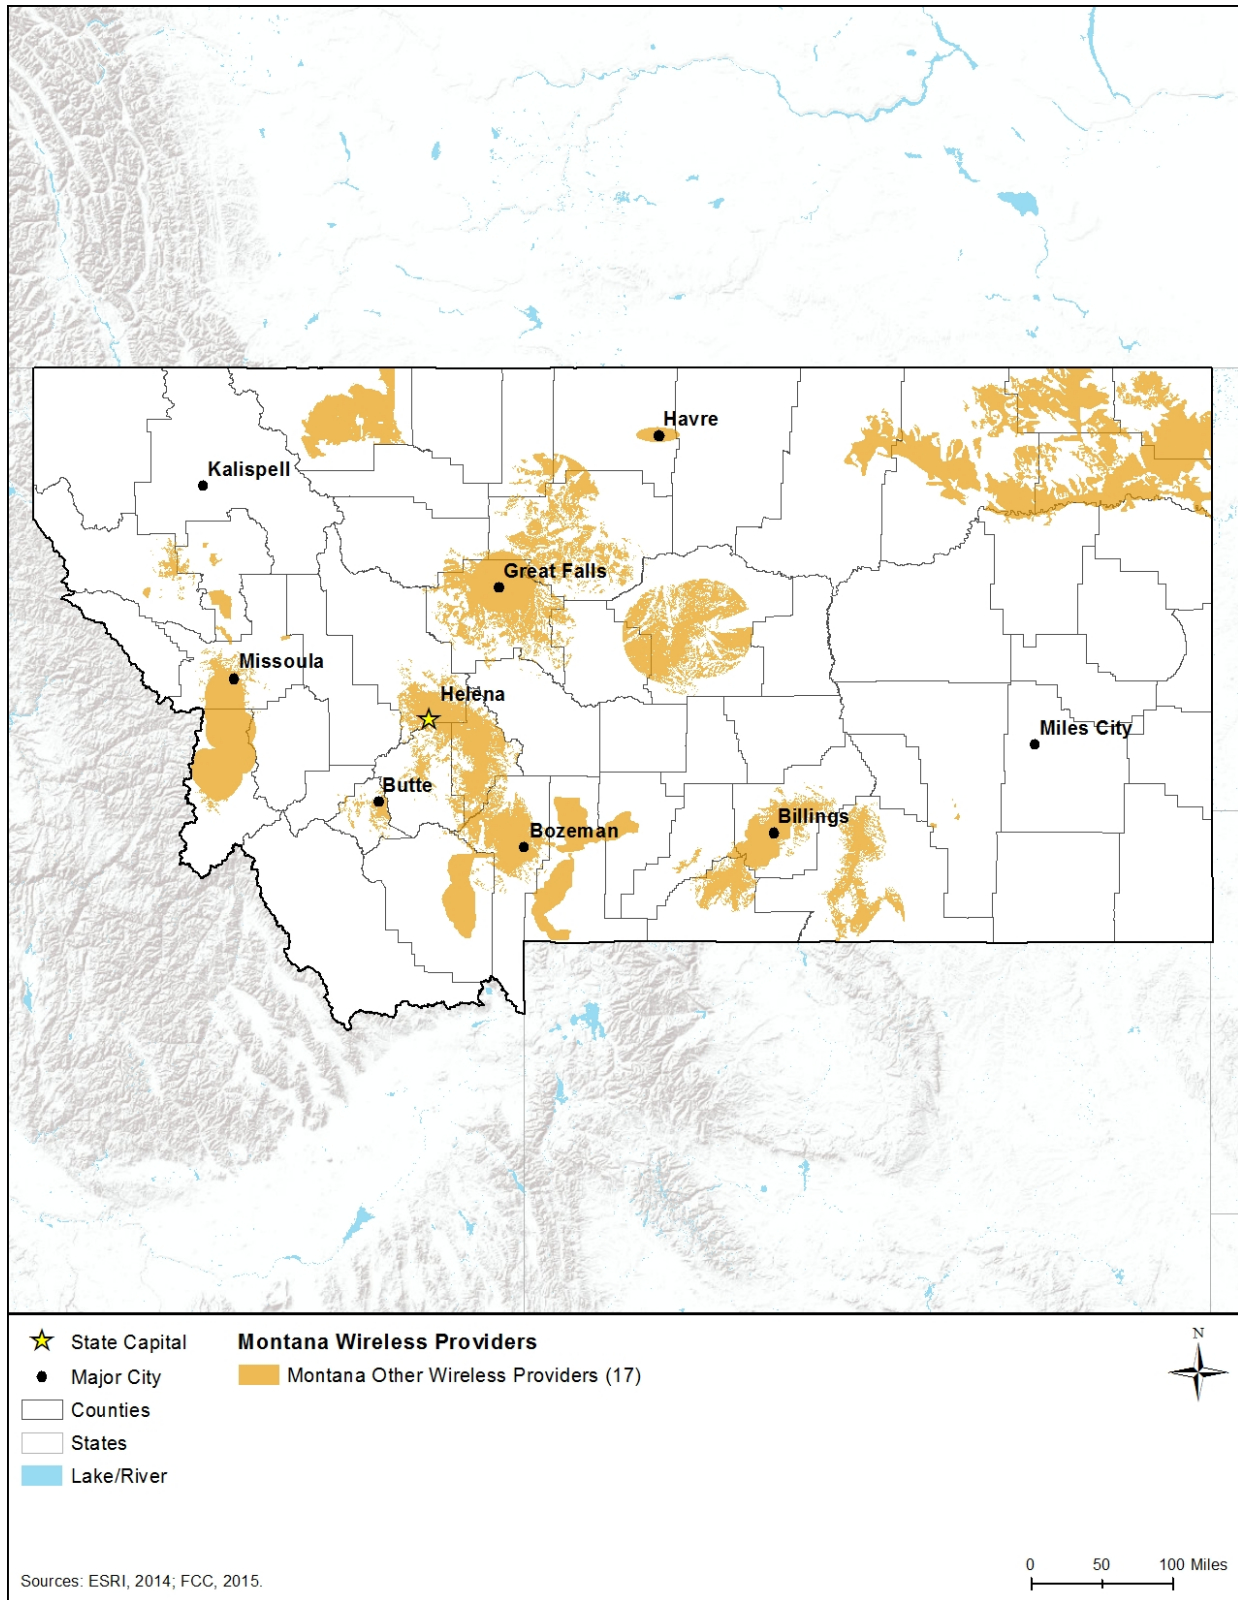 Havre
Kalispell
Great Falls
Missoula
Helena
Miles City
Butte
Billings
Bozeman
State Capital
Major City
Counties
States
Lake/River
Montana Wireless Providers
Montana Other Wireless Providers (17)
N
Sources: ESRI, 2014; FCC, 2015.
0 50 100 Miles